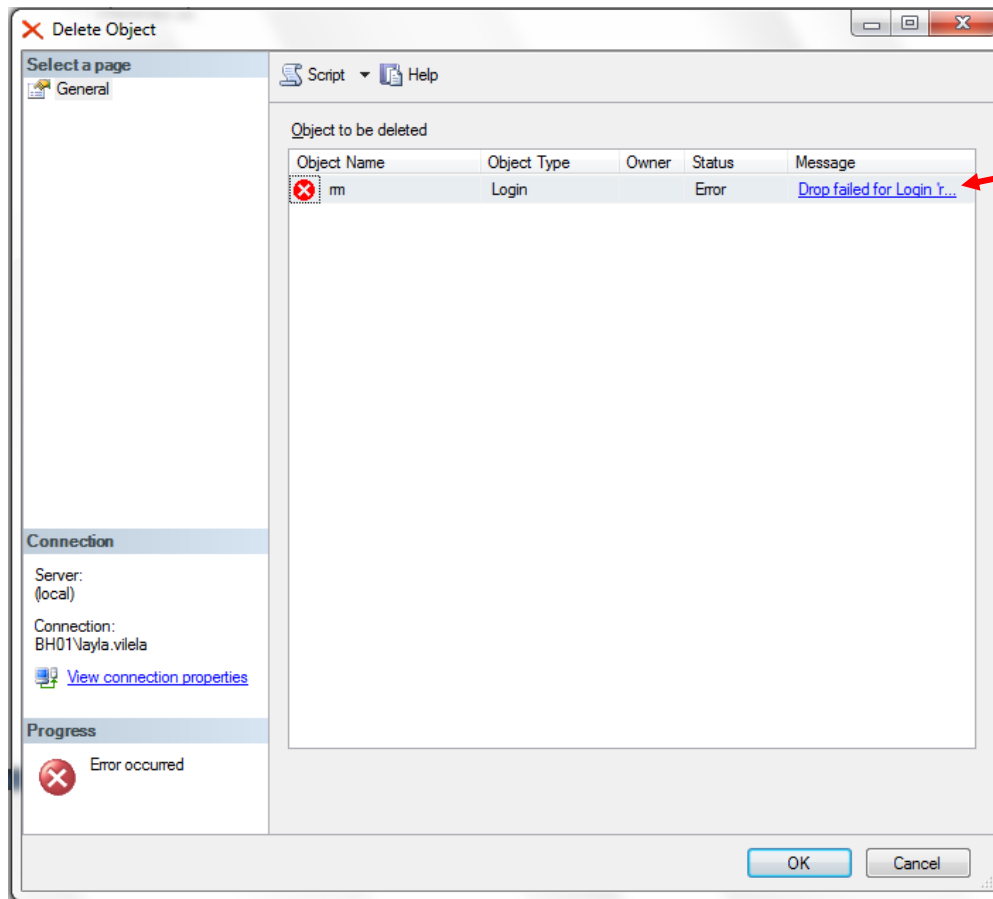 Delete Object
Select a page
General
Script Help
Object to be deleted
Object Name Object Type Owner Status Message
rm Login Error Drop failed for Login 'r...
Connection
Server:
(local)
Connection:
BH01\layla.vilela
View connection properties
Progress
Error occurred
OK Cancel